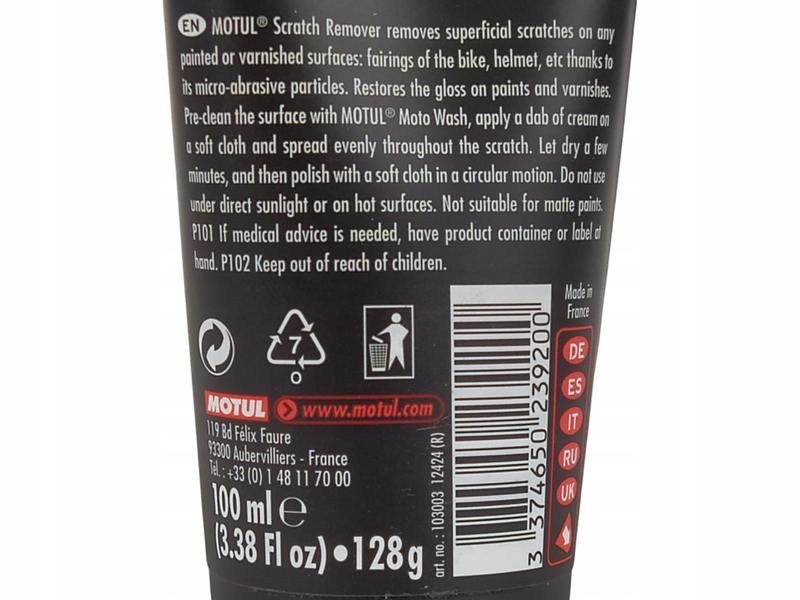 EN MOTUL® Scratch Remover removes superficial scratches on any
painted or varnished surfaces: fairings of the bike, helmet, etc thanks to
its micro-abrasive particles. Restores the gloss on paints and varnishes.
Pre-clean the surface with MOTUL® Moto Wash, apply a dab of cream on
a soft cloth and spread evenly throughout the scratch. Let dry a few
minutes, and then polish with a soft cloth in a circular motion. Do not use
under direct sunlight or on hot surfaces. Not suitable for matte paints.
P101 If medical advice is needed, have product container or label at
hand. P102 Keep out of reach of children.
7
O
MOTUL www.motul.com
119 Bd Félix Faure
93300 Aubervilliers - France
Tel. : +33 (0) 1 48 11 70 00
100 ml e
(3.38 Fl oz) • 128g
art. no.: 103003 12424 (R)
3 374650 239200
Made in
France
DE
ES
IT
RU
UK